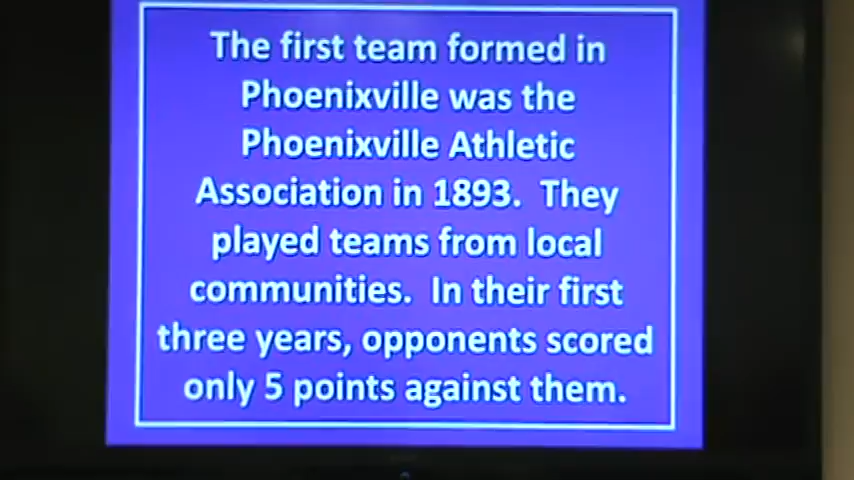 The first team formed in
Phoenixville was the
Phoenixville Athletic
Association in 1893.  They
played teams from local
communities.  In their first
three years, opponents scored
only 5 points against them.